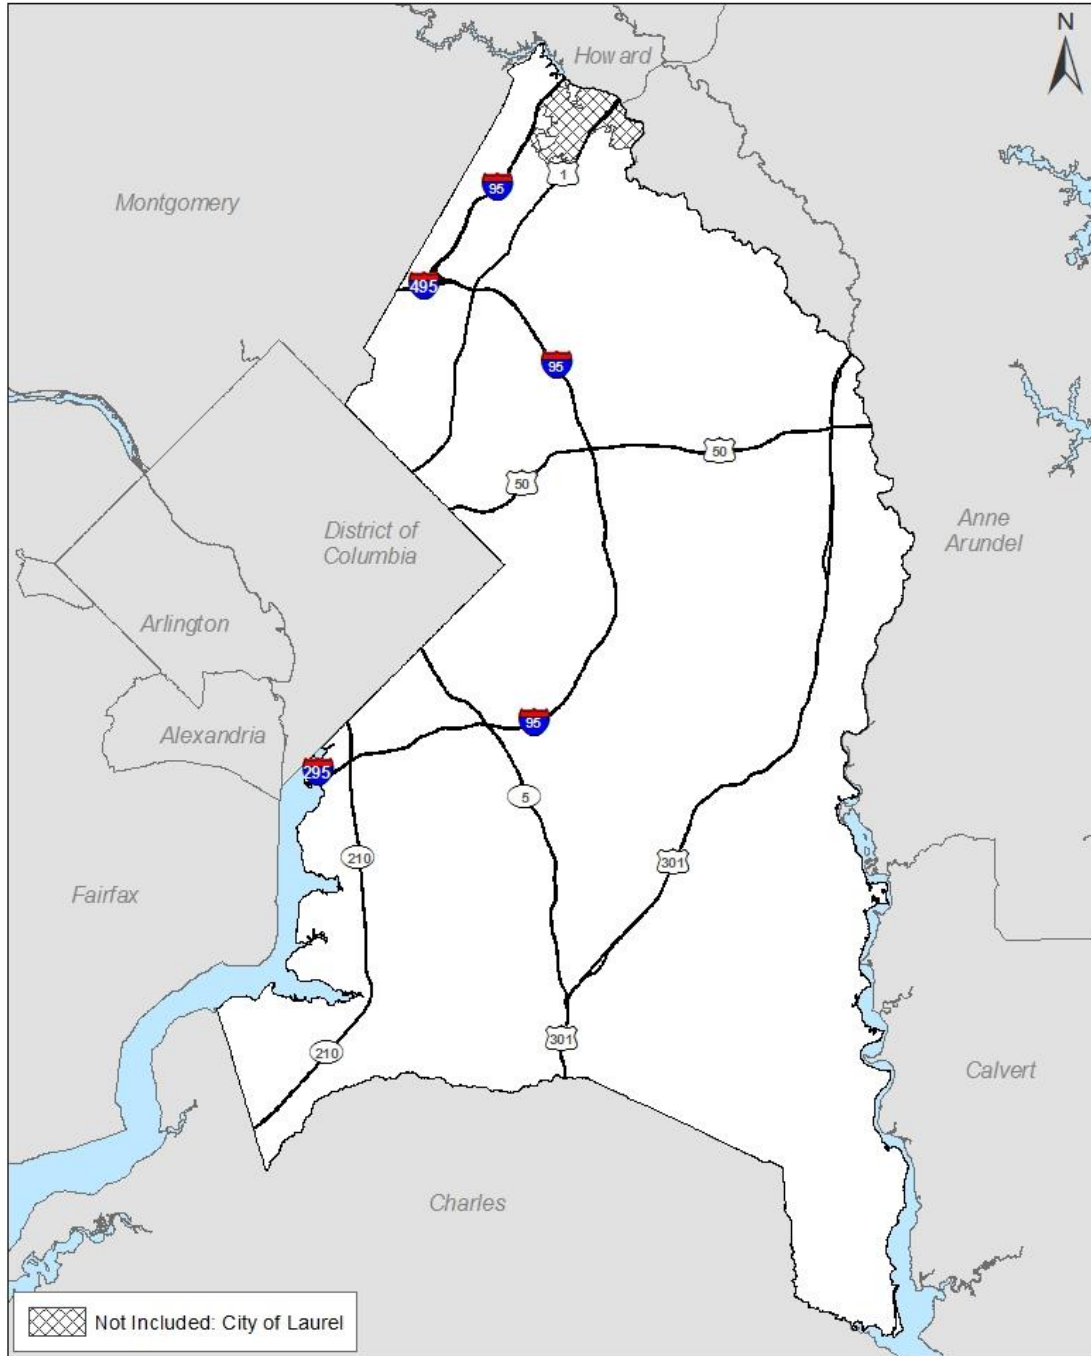 N
Howard
1
95
Montgomery
495
95
50
50
District of
Columbia
Anne
Arundel
Arlington
Alexandria
95
295
5
210
301
Fairfax
301
210
Calvert
Charles
Not Included: City of Laurel